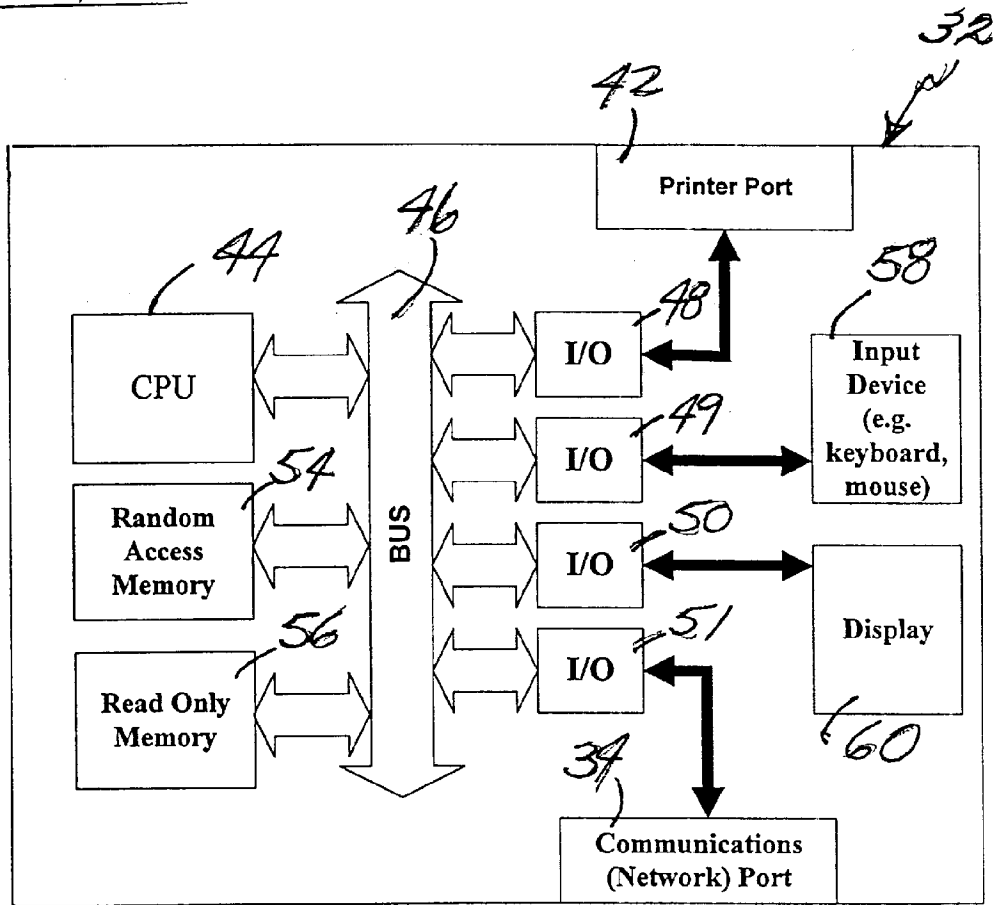 32
42
Printer Port
46
44
CPU
48
I/O
58
Input
Device
(e.g.
keyboard,
mouse)
49
I/O
54
Random
Access
Memory
BUS
50
I/O
Display
60
56
Read Only
Memory
51
I/O
34
Communications
(Network) Port